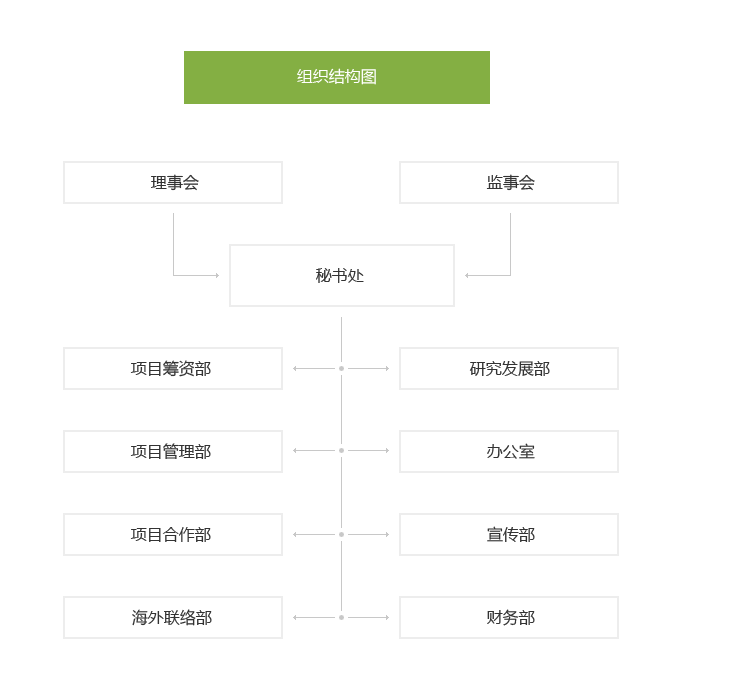 组织结构图
理事会
监事会
秘书处
项目筹资部
研究发展部
项目管理部
办公室
项目合作部
宣传部
海外联络部
财务部